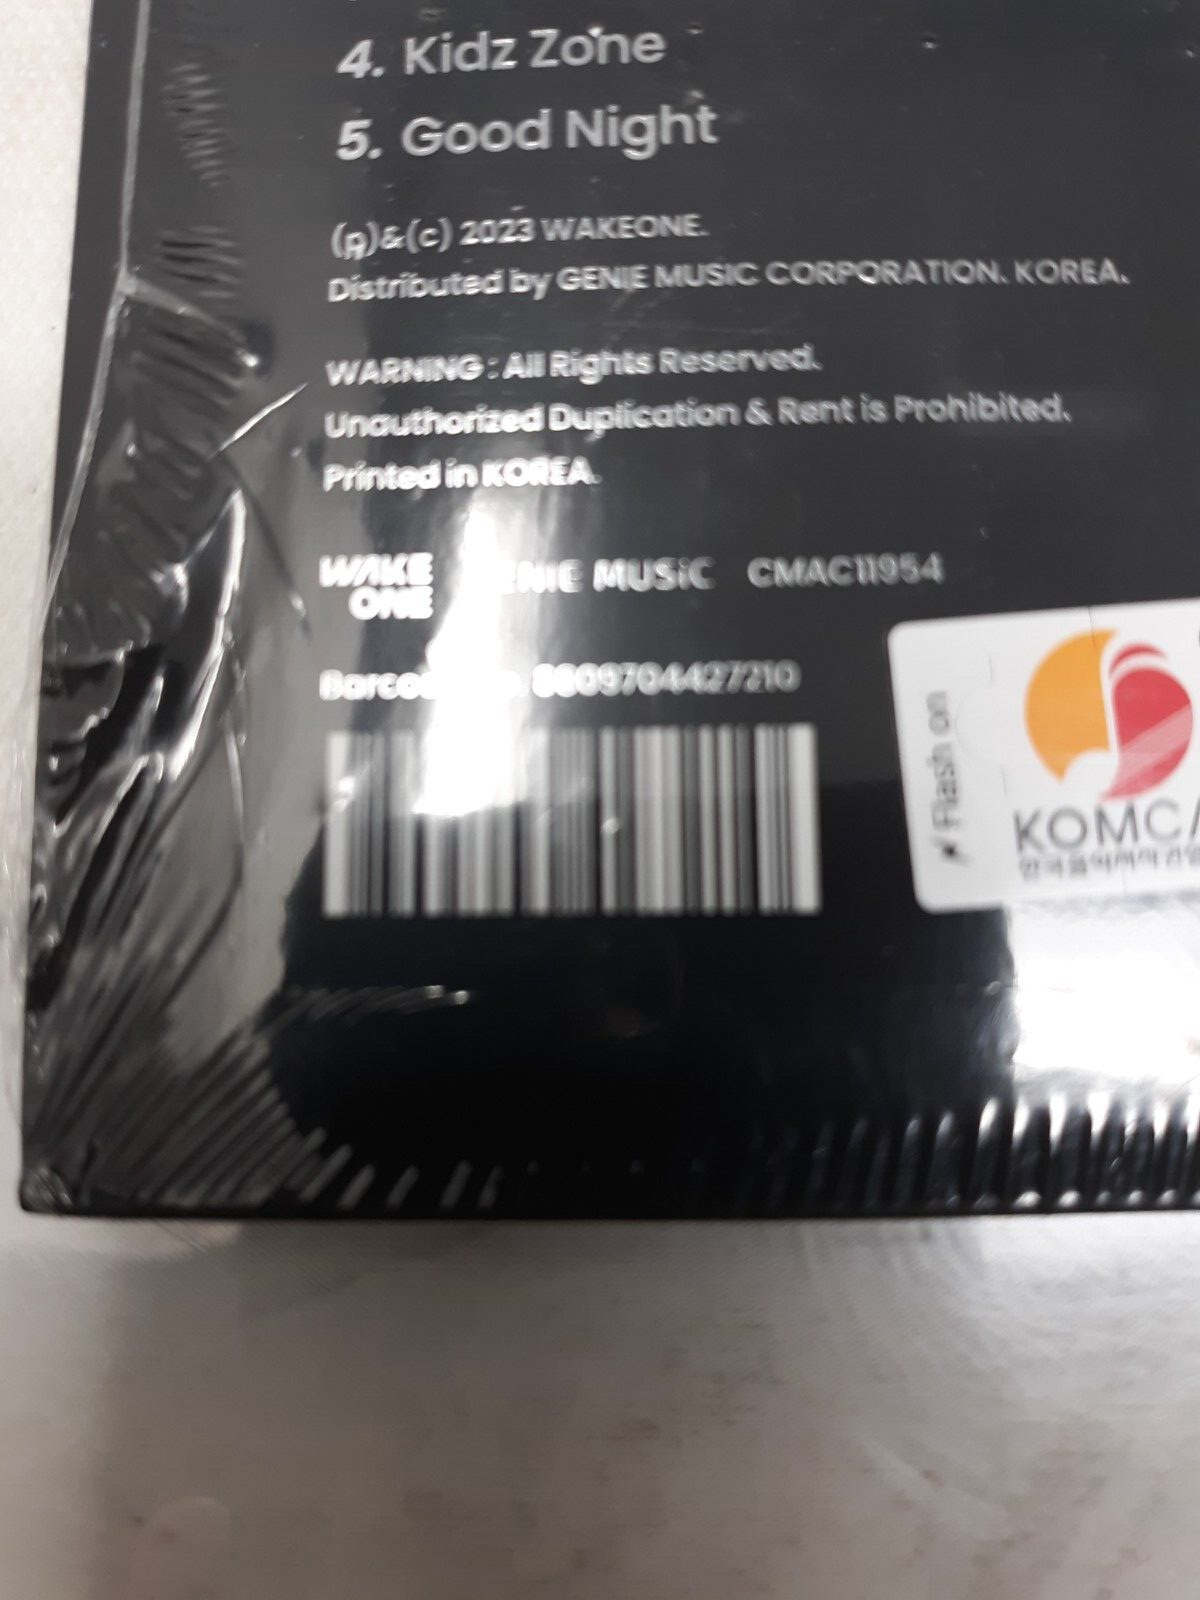 4. Kidz Zone
5. Good Night
(p)&(c) 2023 WAKEONE.
Distributed by GENIE MUSIC CORPORATION. KOREA.
WARNING : All Rights Reserved.
Unauthorized Duplication & Rent is Prohibited.
Printed in KOREA.
WAKE
ONE
MUSiC CMAC11954
8809704427210
Flash on
KOMCA